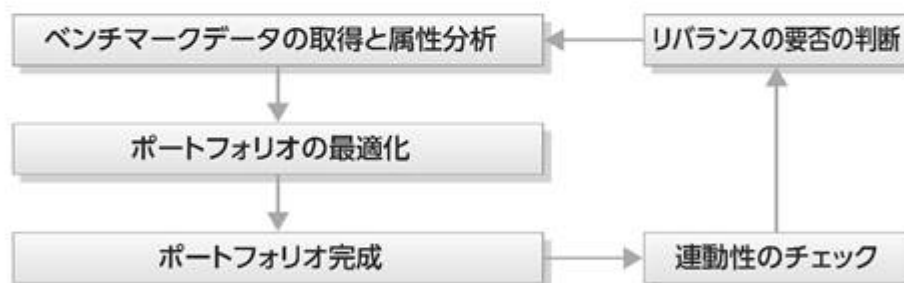 ベンチマークデータの取得と属性分析
リバランスの要否の判断
ポートフォリオの最適化
ポートフォリオ完成
連動性のチェック